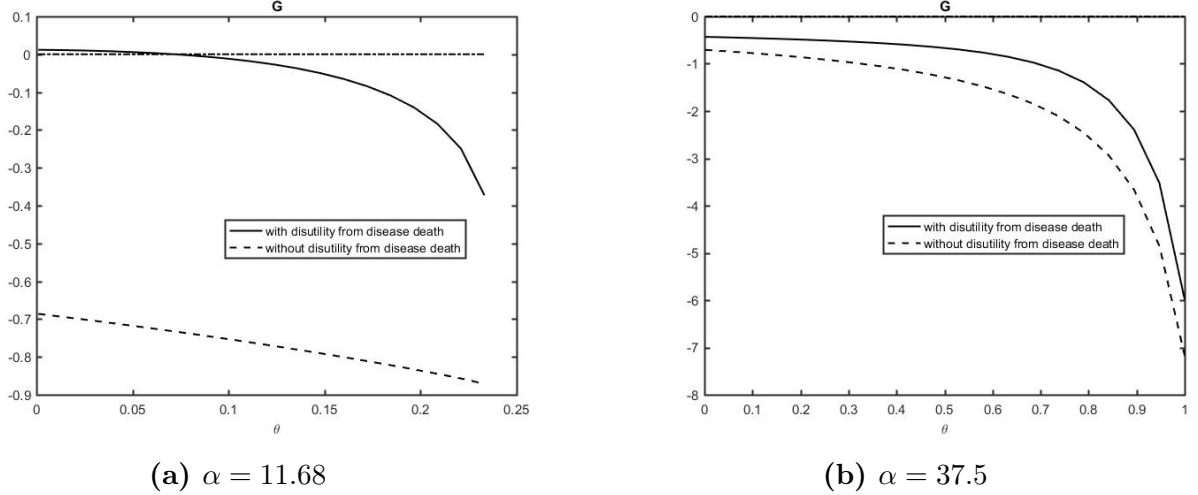 G
0.1
0
-0.1
-0.2
-0.3
-0.4
-0.5
-0.6
-0.7
-0.8
-0.9
with disutility from disease death
without disutility from disease death
0 0.05 0.1 0.15 0.2 0.25
θ
(a) α = 11.68
G
0
-1
-2
-3
-4
-5
-6
-7
-8
with disutility from disease death
without disutility from disease death
0 0.1 0.2 0.3 0.4 0.5 0.6 0.7 0.8 0.9 1
θ
(b) α = 37.5